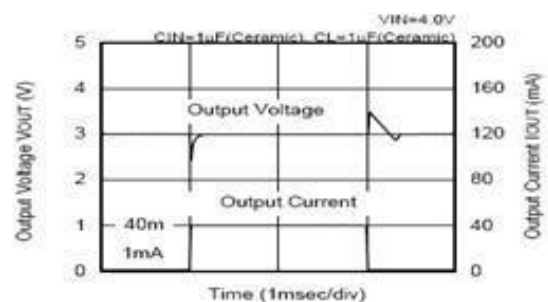 VIN=4.0V
CIN=1uF(Ceramic), CL=1uF(Ceramic)
5 200
4 160
Output Voltage
3 120
2 80
Output Current
1 40m 40
1mA
0 0
Output Voltage VOUT (V)
Output Current IOUT (mA)
Time (1msec/div)